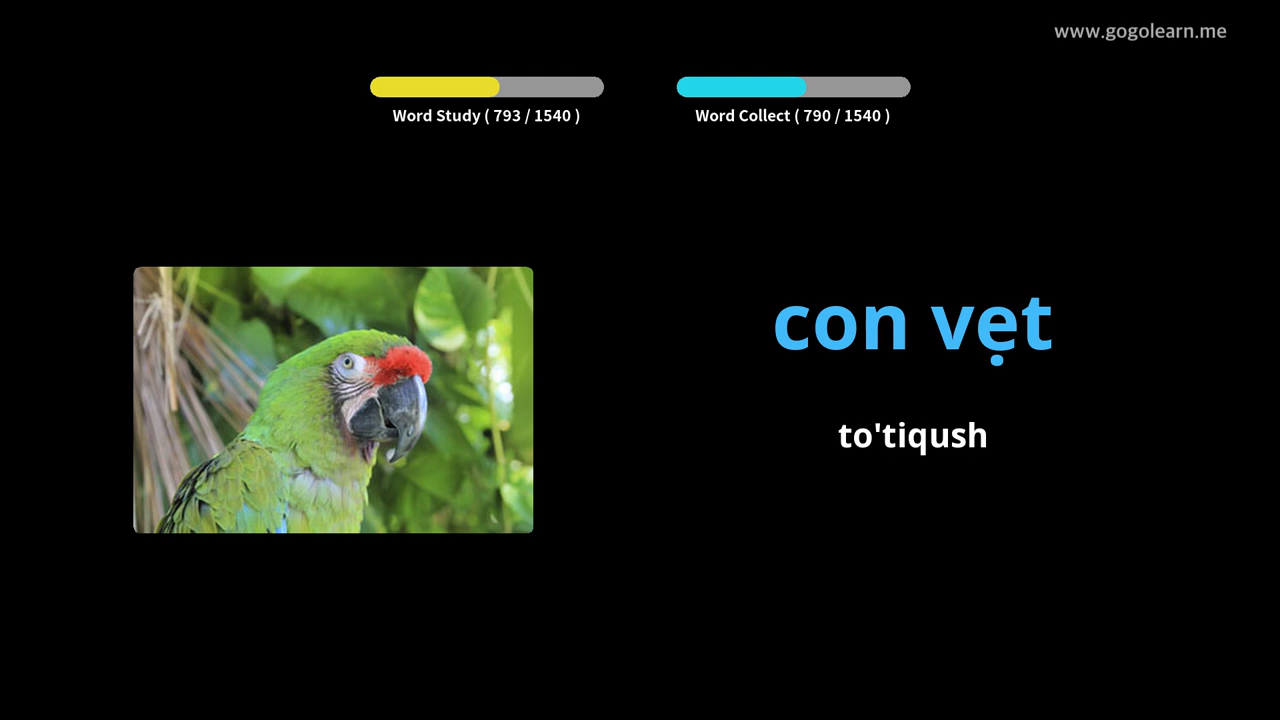 www.gogolearn.me
Word Study ( 793 / 1540 )
Word Collect ( 790 / 1540 )
con vẹt
to'tiqush